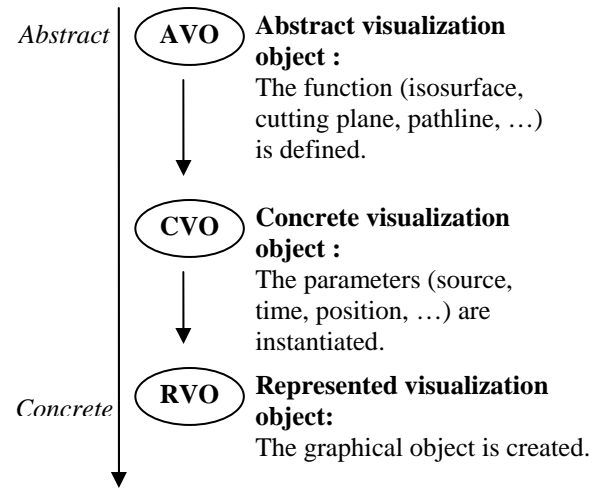 Abstract
AVO
Abstract visualization
object :
The function (isosurface,
cutting plane, pathline, …)
is defined.
CVO
Concrete visualization
object :
The parameters (source,
time, position, …) are
instantiated.
Concrete
RVO
Represented visualization
object:
The graphical object is created.